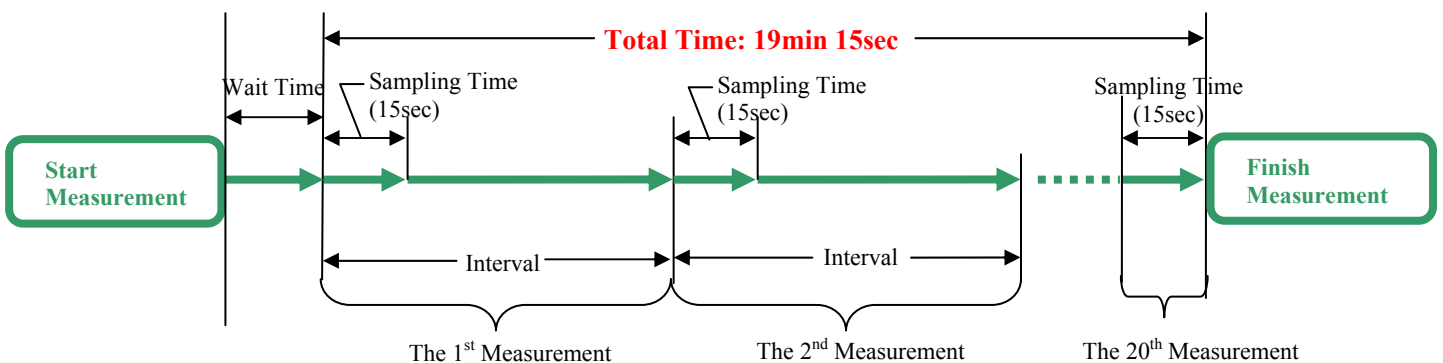 Total Time: 19min 15sec
Wait Time
Sampling Time
(15sec)
Sampling Time
(15sec)
Sampling Time
(15sec)
Start
Measurement
Finish
Measurement
Interval
Interval
The 1st Measurement
The 2nd Measurement
The 20th Measurement